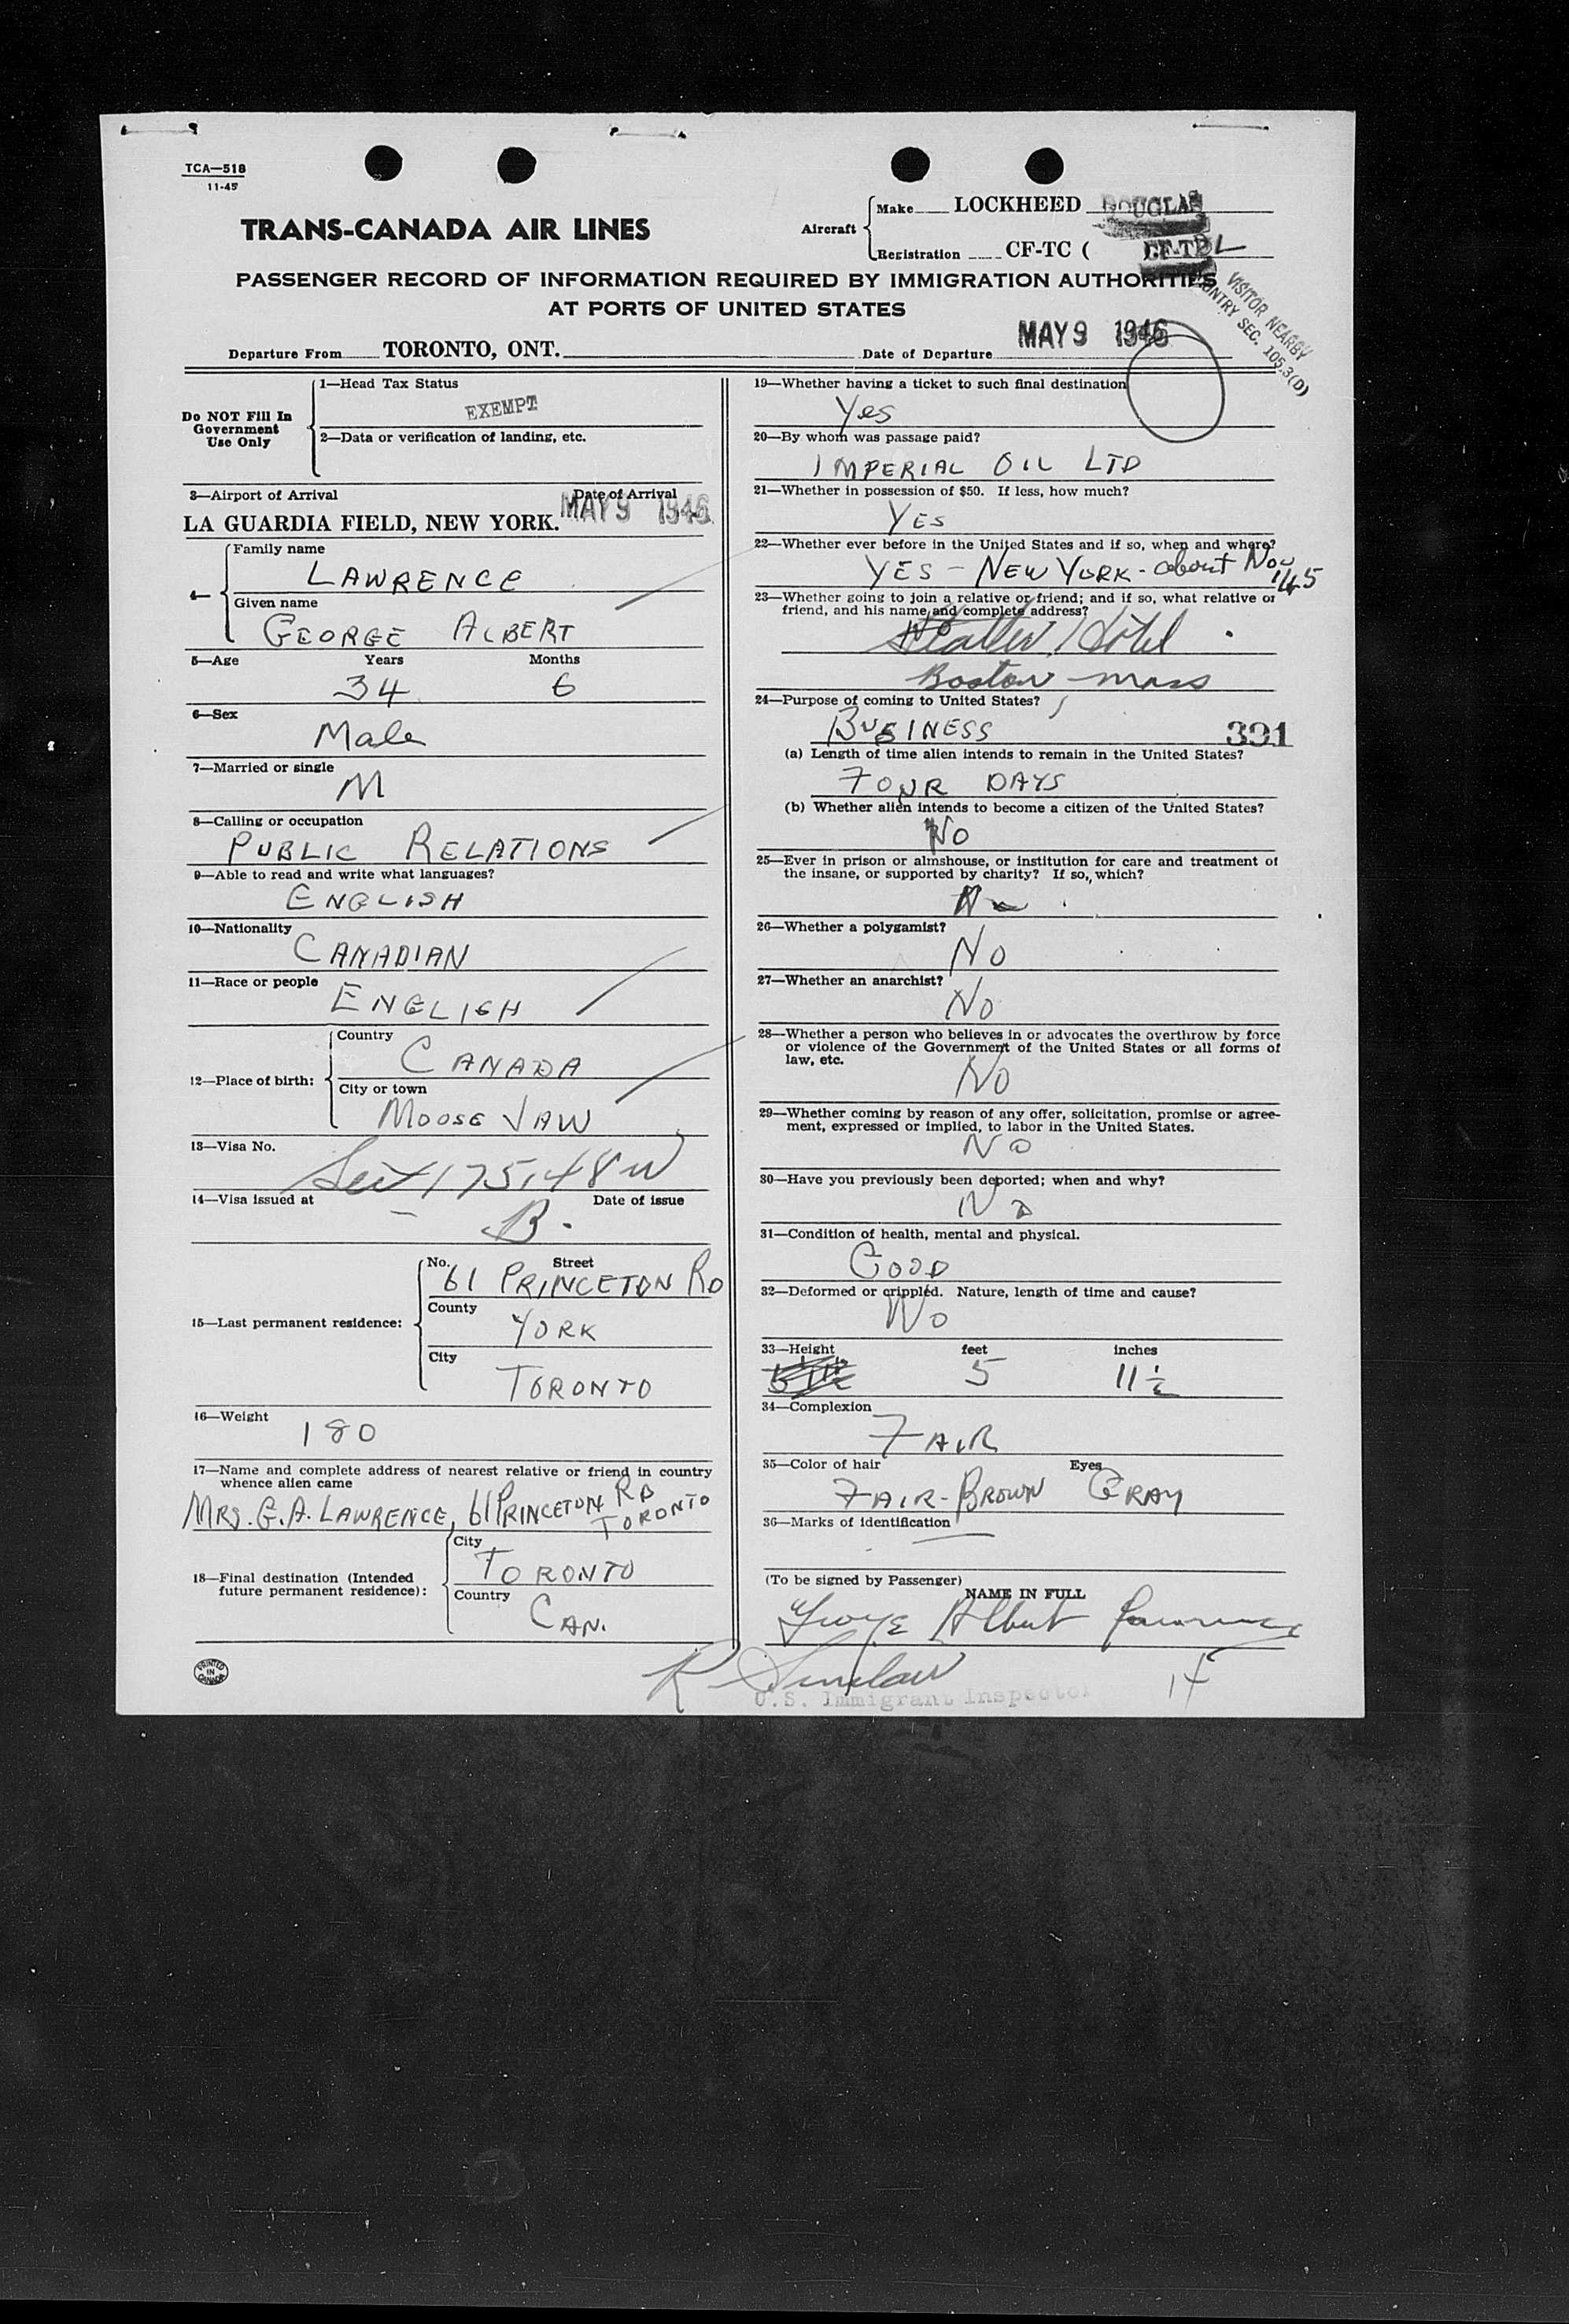 TCA—518
11-45
TRANS-CANADA AIR LINES
Aircraft
Make LOCKHEED DOUGLAS
Registration CF-TC ( CF-TDL
PASSENGER RECORD OF INFORMATION REQUIRED BY IMMIGRATION AUTHORITIES
AT PORTS OF UNITED STATES
VISITOR NEARBY
COUNTRY SEC. 105.3(D)
Departure From TORONTO, ONT. Date of Departure MAY 9 1946
Do NOT Fill In
Government
Use Only
1—Head Tax Status
EXEMPT
2—Data or verification of landing, etc.
3—Airport of Arrival Date of Arrival
LA GUARDIA FIELD, NEW YORK. MAY 9 1946
4—
Family name
LAWRENCE
Given name
GEORGE ALBERT
5—Age Years Months
34 6
6—Sex
Male
7—Married or single
M
8—Calling or occupation
PUBLIC RELATIONS
9—Able to read and write what languages?
ENGLISH
10—Nationality
CANADIAN
11—Race or people
ENGLISH
12—Place of birth:
Country
CANADA
City or town
MOOSE JAW
13—Visa No.
175.48
14—Visa issued at Date of issue
B.
15—Last permanent residence:
No. Street
61 PRINCETON RD
County
YORK
City
TORONTO
16—Weight
180
17—Name and complete address of nearest relative or friend in country
whence alien came
MRS. G.A. LAWRENCE, 61 PRINCETON RD
TORONTO
18—Final destination (Intended
future permanent residence):
City
TORONTO
Country
CAN.
PRINTED
IN
CANADA
19—Whether having a ticket to such final destination
Yes
20—By whom was passage paid?
IMPERIAL OIL LTD
21—Whether in possession of $50. If less, how much?
YES
22—Whether ever before in the United States and if so, when and where?
YES - NEW YORK - about Nov
'45
23—Whether going to join a relative or friend; and if so, what relative or
friend, and his name and complete address?
Statler Hotel
Boston Mass
24—Purpose of coming to United States?
BUSINESS 391
(a) Length of time alien intends to remain in the United States?
FOUR DAYS
(b) Whether alien intends to become a citizen of the United States?
NO
25—Ever in prison or almshouse, or institution for care and treatment of
the insane, or supported by charity? If so, which?
No
26—Whether a polygamist?
NO
27—Whether an anarchist?
NO
28—Whether a person who believes in or advocates the overthrow by force
or violence of the Government of the United States or all forms of
law, etc.
NO
29—Whether coming by reason of any offer, solicitation, promise or agree-
ment, expressed or implied, to labor in the United States.
NO
30—Have you previously been deported; when and why?
NO
31—Condition of health, mental and physical.
GOOD
32—Deformed or crippled. Nature, length of time and cause?
NO
33—Height feet inches
5 11½
34—Complexion
FAIR
35—Color of hair Eyes
FAIR-BROWN GRAY
36—Marks of identification
(To be signed by Passenger)
NAME IN FULL
George Albert Lawrence
R Sinclair
U.S. Immigrant Inspector